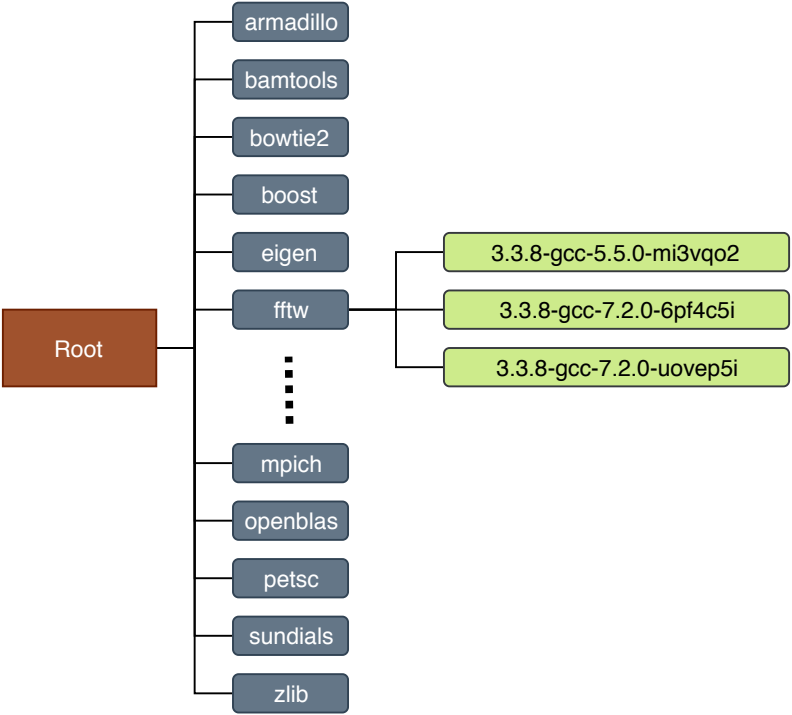 armadillo
bamtools
bowtie2
boost
eigen
fftw
3.3.8-gcc-5.5.0-mi3vqo2
3.3.8-gcc-7.2.0-6pf4c5i
3.3.8-gcc-7.2.0-uovep5i
Root
mpich
openblas
petsc
sundials
zlib